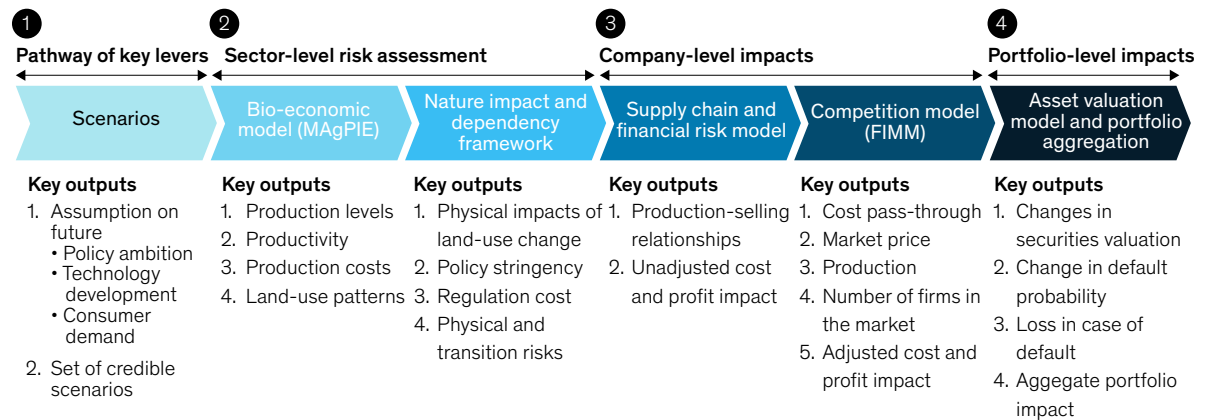 1
2
3
4
Pathway of key levers
Sector-level risk assessment
Company-level impacts
Portfolio-level impacts
Scenarios
Bio-economic
model (MAgPIE)
Nature impact and
dependency
framework
Supply chain and
financial risk model
Competition model
(FIMM)
Asset valuation
model and portfolio
aggregation
Key outputs
1. Assumption on
future
• Policy ambition
• Technology
development
• Consumer
demand
2. Set of credible
scenarios
Key outputs
1. Production levels
2. Productivity
3. Production costs
4. Land-use patterns
Key outputs
1. Physical impacts of
land-use change
2. Policy stringency
3. Regulation cost
4. Physical and
transition risks
Key outputs
1. Production-selling
relationships
2. Unadjusted cost
and profit impact
Key outputs
1. Cost pass-through
2. Market price
3. Production
4. Number of firms in
the market
5. Adjusted cost and
profit impact
Key outputs
1. Changes in
securities valuation
2. Change in default
probability
3. Loss in case of
default
4. Aggegate portfolio
impact